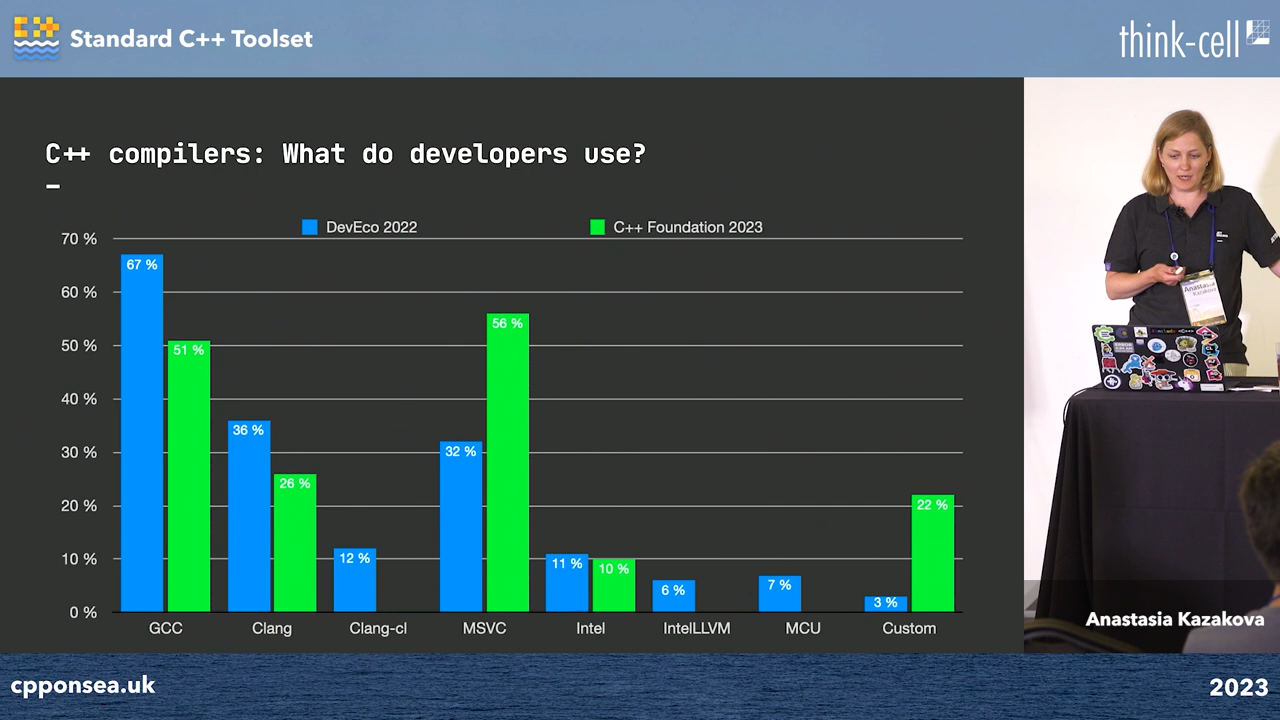 C++
Standard C++ Toolset
think-cell
C++ compilers: What do developers use?
DevEco 2022
C++ Foundation 2023
70 %
60 %
50 %
40 %
30 %
20 %
10 %
0 %
67 %
51 %
36 %
26 %
12 %
32 %
56 %
11 %
10 %
6 %
7 %
3 %
22 %
GCC
Clang
Clang-cl
MSVC
Intel
IntelLLVM
MCU
Custom
Anastasia
Kazakova
Anastasia Kazakova
cpponsea.uk
2023